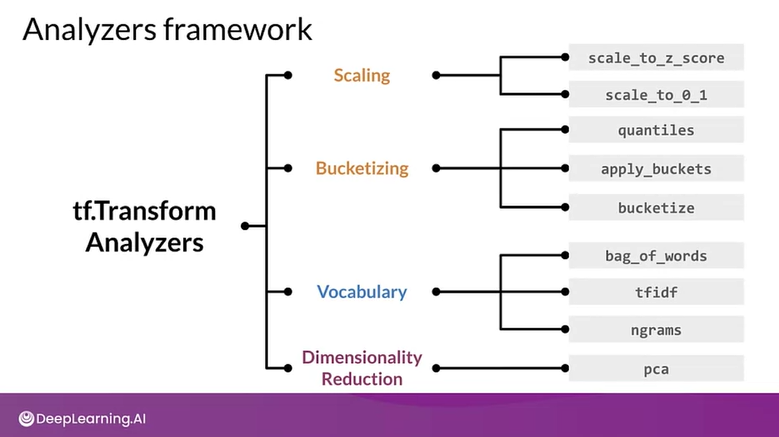 Analyzers framework
tf.Transform
Analyzers
Scaling
scale_to_z_score
scale_to_0_1
Bucketizing
quantiles
apply_buckets
bucketize
Vocabulary
bag_of_words
tfidf
ngrams
Dimensionality
Reduction
pca
DeepLearning.AI